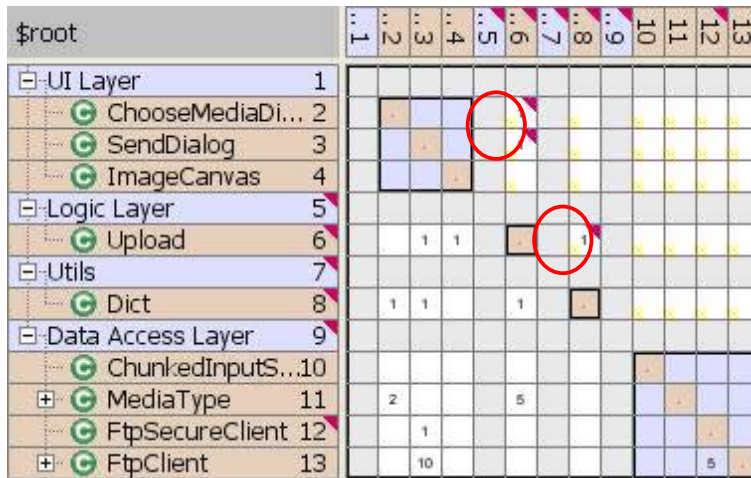 $root
..1 ..2 ..3 ..4 ..5 ..6 ..7 ..8 ..9 10 11 12 13
UI Layer 1
ChooseMediaDi... 2
SendDialog 3
ImageCanvas 4
Logic Layer 5
Upload 6 1 1 . 1
Utils 7
Dict 8 1 1 1 .
Data Access Layer 9
ChunkedInputS...10
MediaType 11 2 5
FtpSecureClient 12 1
FtpClient 13 10 5